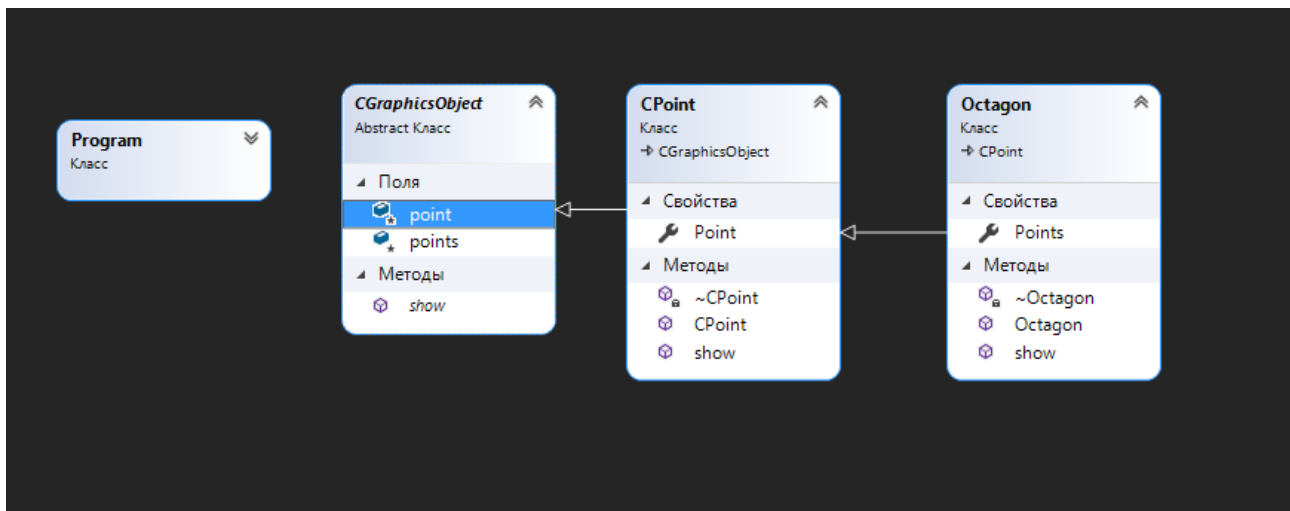 Program
Класс
CGraphicsObject
Abstract Класс
Поля
point
points
Методы
show
CPoint
Класс
CGraphicsObject
Свойства
Point
Методы
~CPoint
CPoint
show
Octagon
Класс
CPoint
Свойства
Points
Методы
~Octagon
Octagon
show